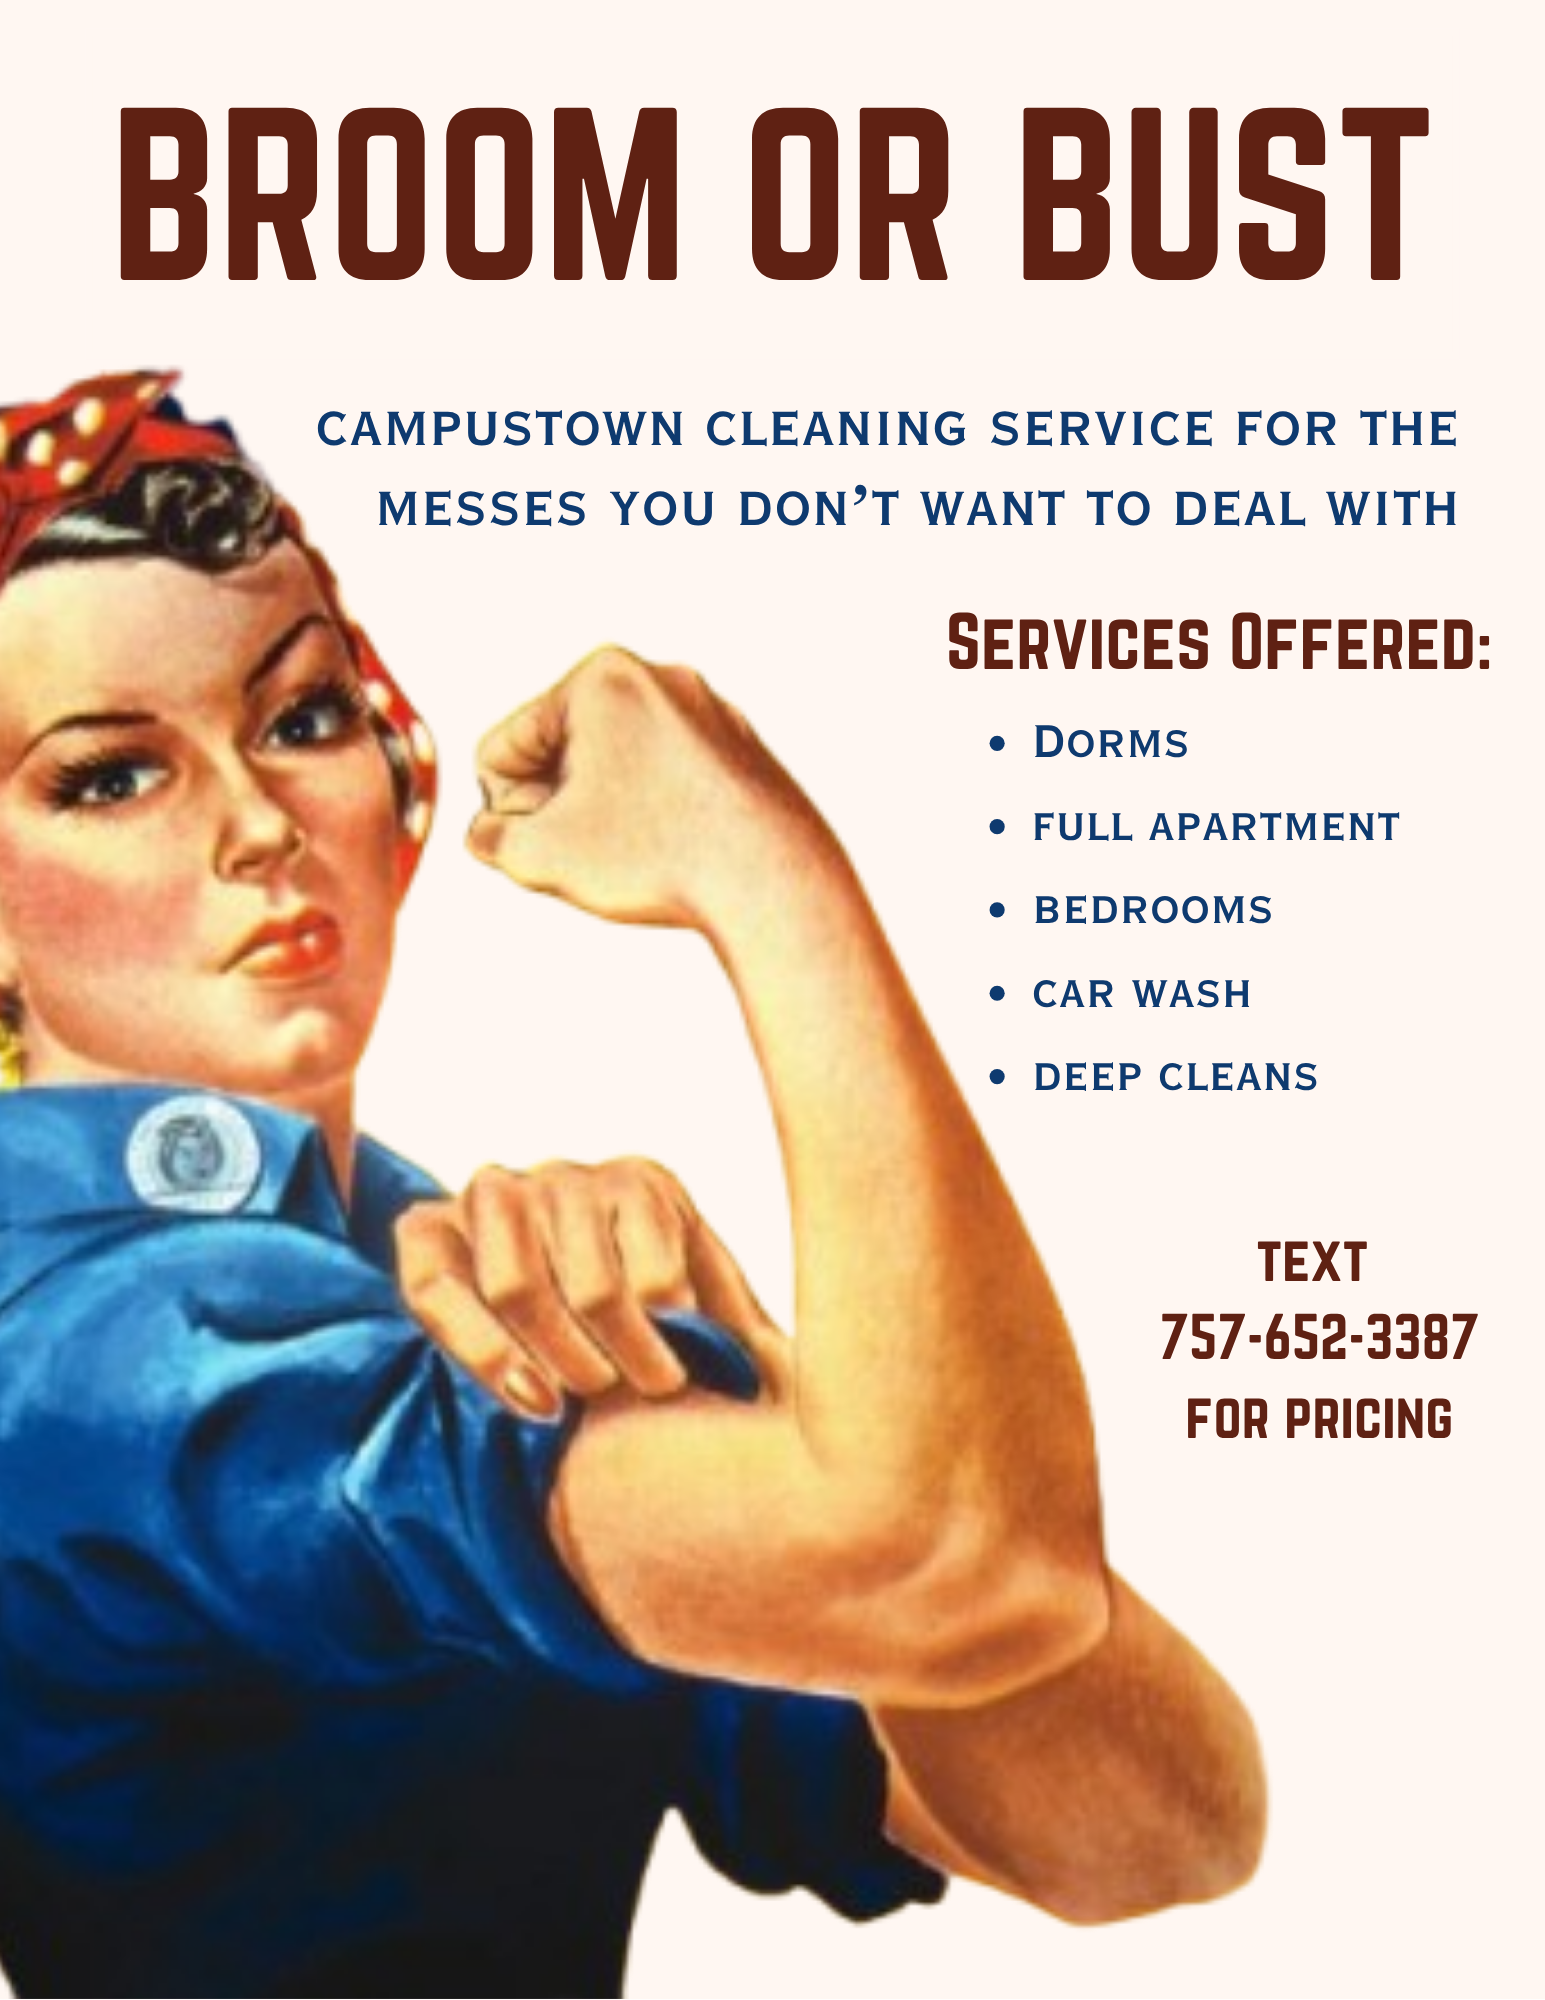 BROOM OR BUST
CAMPUSTOWN CLEANING SERVICE FOR THE
MESSES YOU DON'T WANT TO DEAL WITH
SERVICES OFFERED:
• DORMS
• FULL APARTMENT
• BEDROOMS
• CAR WASH
• DEEP CLEANS
TEXT
757-652-3387
FOR PRICING